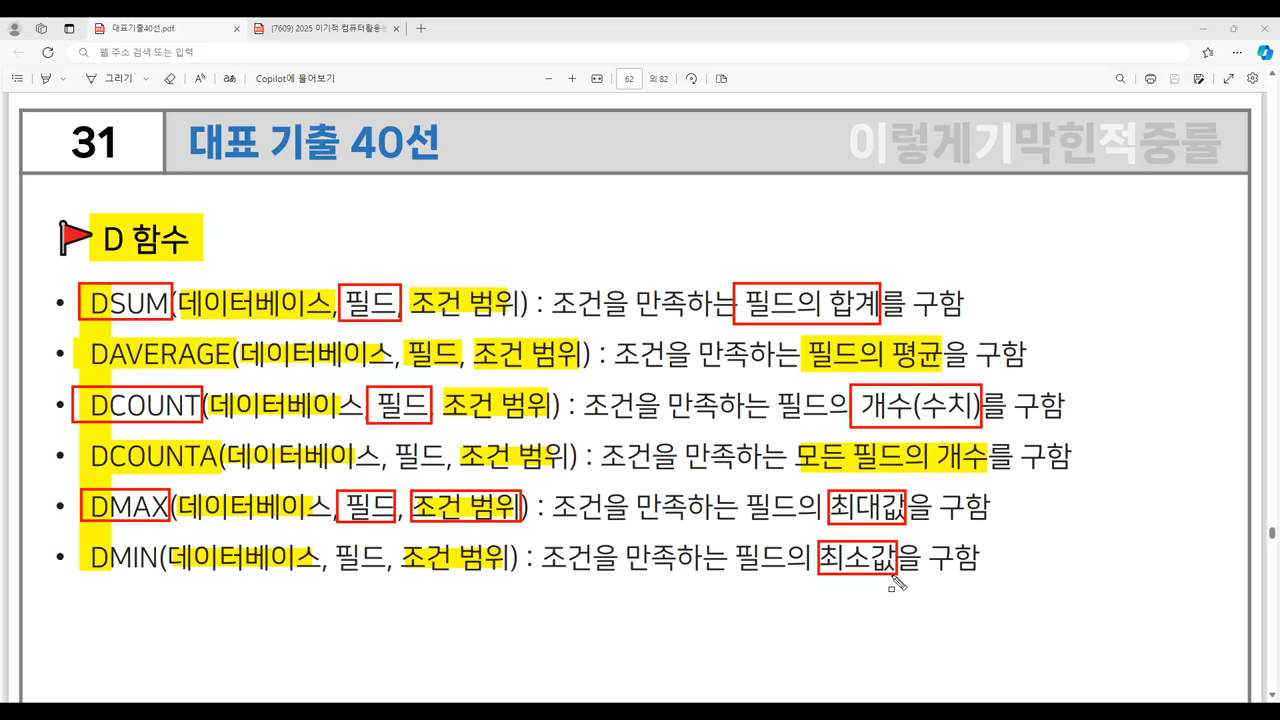 대표기출40선.pdf
(7609) 2025 이기적 컴퓨터활용능
웹 주소 검색 또는 입력
그리기
aあ
Copilot에 물어보기
62
의 82
31
대표 기출 40선
이렇게기막힌적중률
D 함수
• DSUM(데이터베이스, 필드, 조건 범위) : 조건을 만족하는 필드의 합계를 구함
• DAVERAGE(데이터베이스, 필드, 조건 범위) : 조건을 만족하는 필드의 평균을 구함
• DCOUNT(데이터베이스, 필드, 조건 범위) : 조건을 만족하는 필드의 개수(수치)를 구함
• DCOUNTA(데이터베이스, 필드, 조건 범위) : 조건을 만족하는 모든 필드의 개수를 구함
• DMAX(데이터베이스, 필드, 조건 범위) : 조건을 만족하는 필드의 최대값을 구함
• DMIN(데이터베이스, 필드, 조건 범위) : 조건을 만족하는 필드의 최소값을 구함